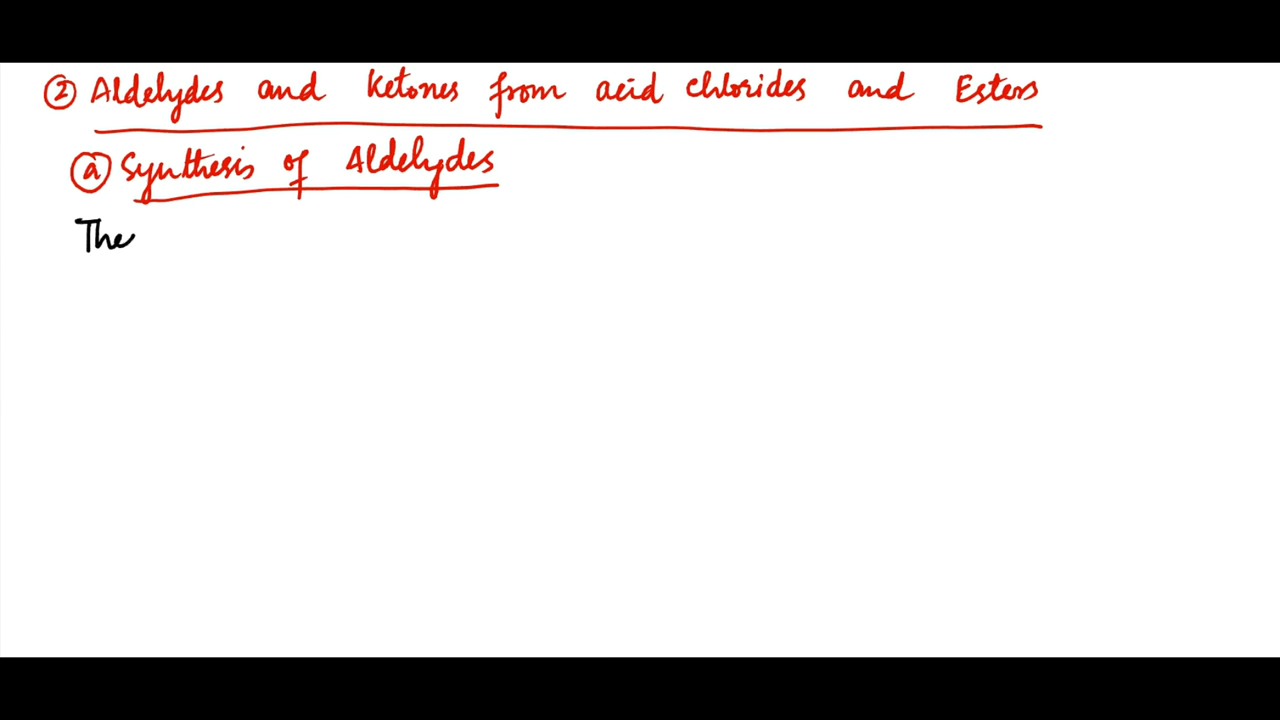 ② Aldehydes and Ketones from acid chlorides and Esters
ⓐ Synthesis of Aldehydes
The